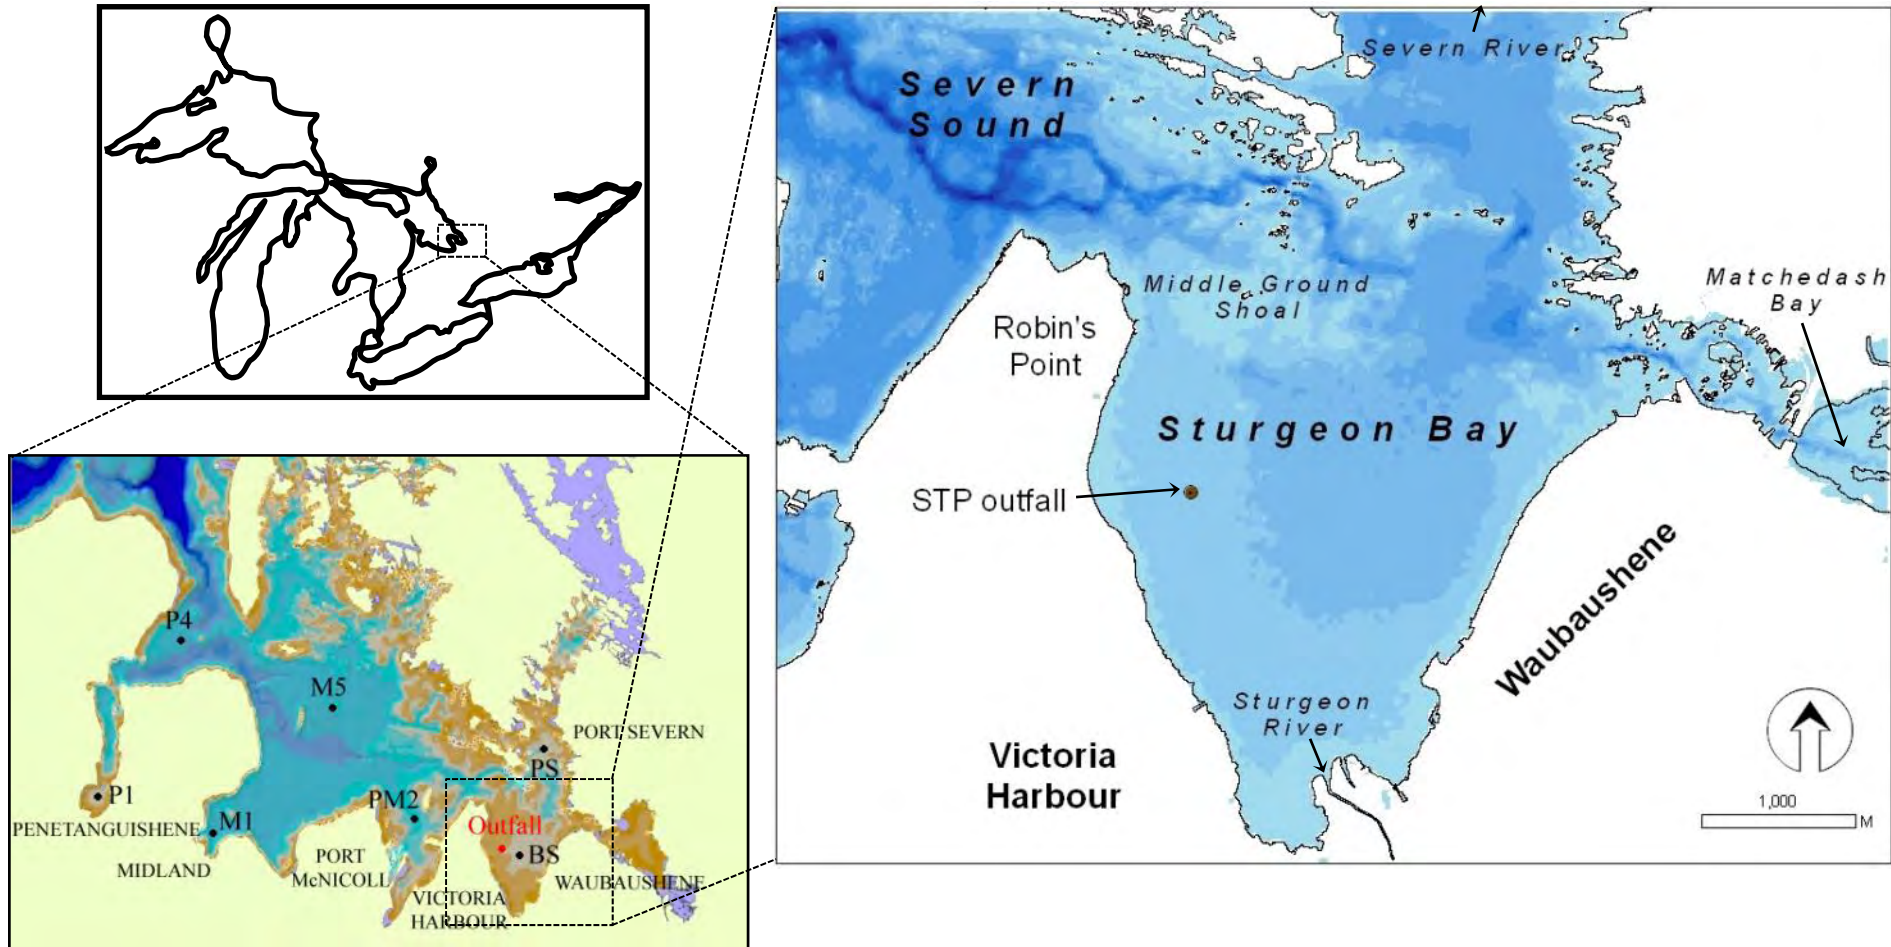 Severn River
Severn
Sound
Matchedash
Bay
Middle Ground
Shoal
Robin's
Point
Sturgeon Bay
STP outfall
Waubaushene
Sturgeon
River
Victoria
Harbour
1,000
M
P4
M5
PORT SEVERN
PS
P1
PM2
PENETANGUISHENE
M1
Outfall
BS
MIDLAND
PORT
McNICOLL
WAUBAUSHENE
VICTORIA
HARBOUR